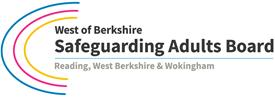 West of Berkshire
Safeguarding Adults Board
Reading, West Berkshire & Wokingham